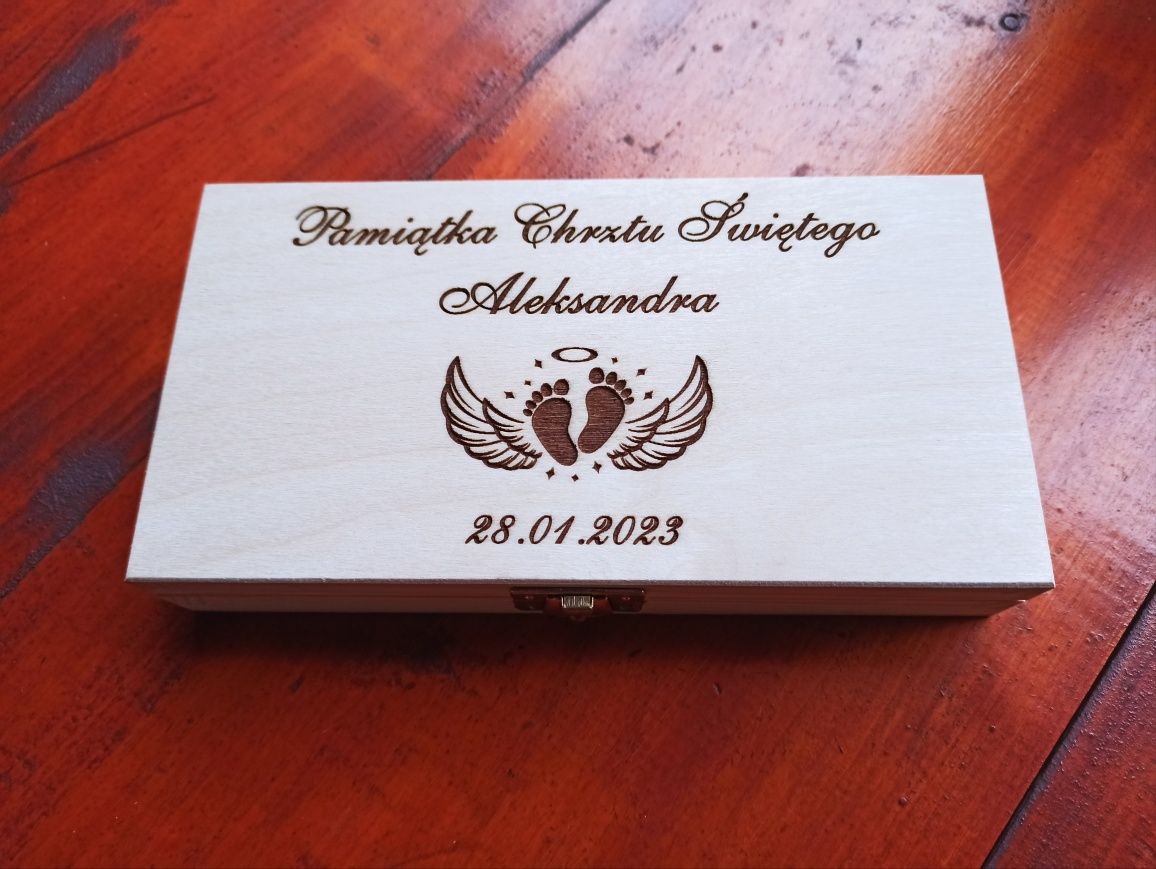 Pamiątka Chrztu Świętego
Aleksandra
28.01.2023